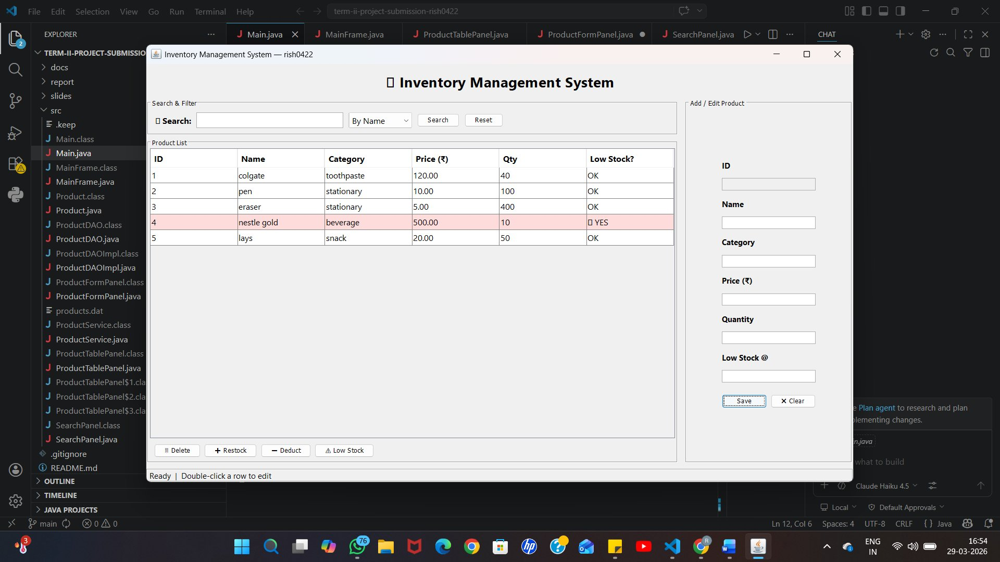 File Edit Selection View Go Run Terminal Help
term-ii-project-submission-rish0422
EXPLORER
Main.java
MainFrame.java
ProductTablePanel.java
ProductFormPanel.java
SearchPanel.java
CHAT
2
TERM-II-PROJECT-SUBMISSIO
docs
report
slides
src
.keep
Main.class
Main.java
MainFrame.class
MainFrame.java
Product.class
Product.java
ProductDAO.class
ProductDAO.java
ProductDAOImpl.class
ProductDAOImpl.java
ProductFormPanel.class
ProductFormPanel.java
products.dat
ProductService.class
ProductService.java
ProductTablePanel.class
ProductTablePanel.java
ProductTablePanel$1.cla
ProductTablePanel$2.cla
ProductTablePanel$3.cla
SearchPanel.class
SearchPanel.java
.gitignore
README.md
OUTLINE
TIMELINE
JAVA PROJECTS
Inventory Management System — rish0422
Inventory Management System
Search & Filter
Search: By Name Search Reset
Product List
ID Name Category Price (₹) Qty Low Stock?
1 colgate toothpaste 120.00 40 OK
2 pen stationary 10.00 100 OK
3 eraser stationary 5.00 400 OK
4 nestle gold beverage 500.00 10 YES
5 lays snack 20.00 50 OK
Delete + Restock − Deduct ⚠ Low Stock
Ready | Double-click a row to edit
Add / Edit Product
ID
Name
Category
Price (₹)
Quantity
Low Stock @
Save ✕ Clear
e Plan agent to research and plan
plementing changes.
in.java
what to build
Claude Haiku 4.5
Local Default Approvals
main 0 0
Ln 12, Col 6 Spaces: 4 UTF-8 CRLF { } Java
3
76
R
ENG
IN
16:54
29-03-2026